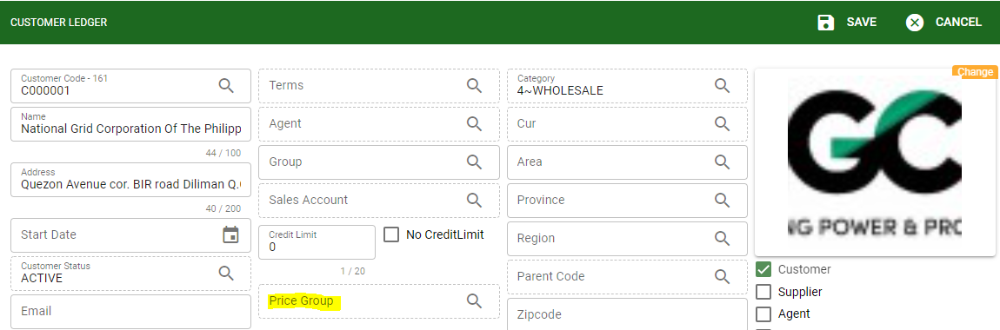 CUSTOMER LEDGER
SAVE
CANCEL
Customer Code - 161
C000001
Name
National Grid Corporation Of The Philipp
44 / 100
Address
Quezon Avenue cor. BIR road Diliman Q.
40 / 200
Start Date
Customer Status
ACTIVE
Email
Terms
Agent
Group
Sales Account
Credit Limit
0
No CreditLimit
1 / 20
Price Group
Category
4~WHOLESALE
Cur
Area
Province
Region
Parent Code
Zipcode
Change
GC
NG POWER & PRO
Customer
Supplier
Agent